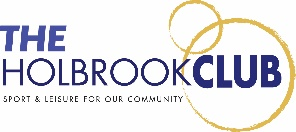 THE
HOLBROOKCLUB
SPORT & LEISURE FOR OUR COMMUNITY